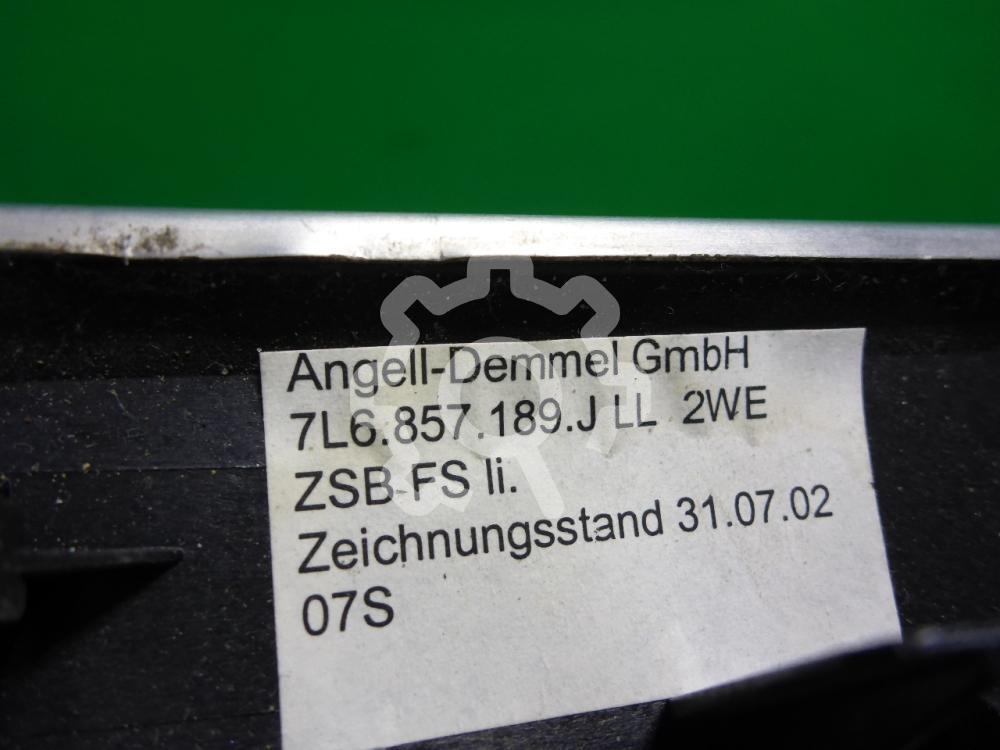 Angell-Demmel GmbH
7L6.857.189.J LL 2WE
ZSB FS li.
Zeichnungsstand 31.07.02
07S